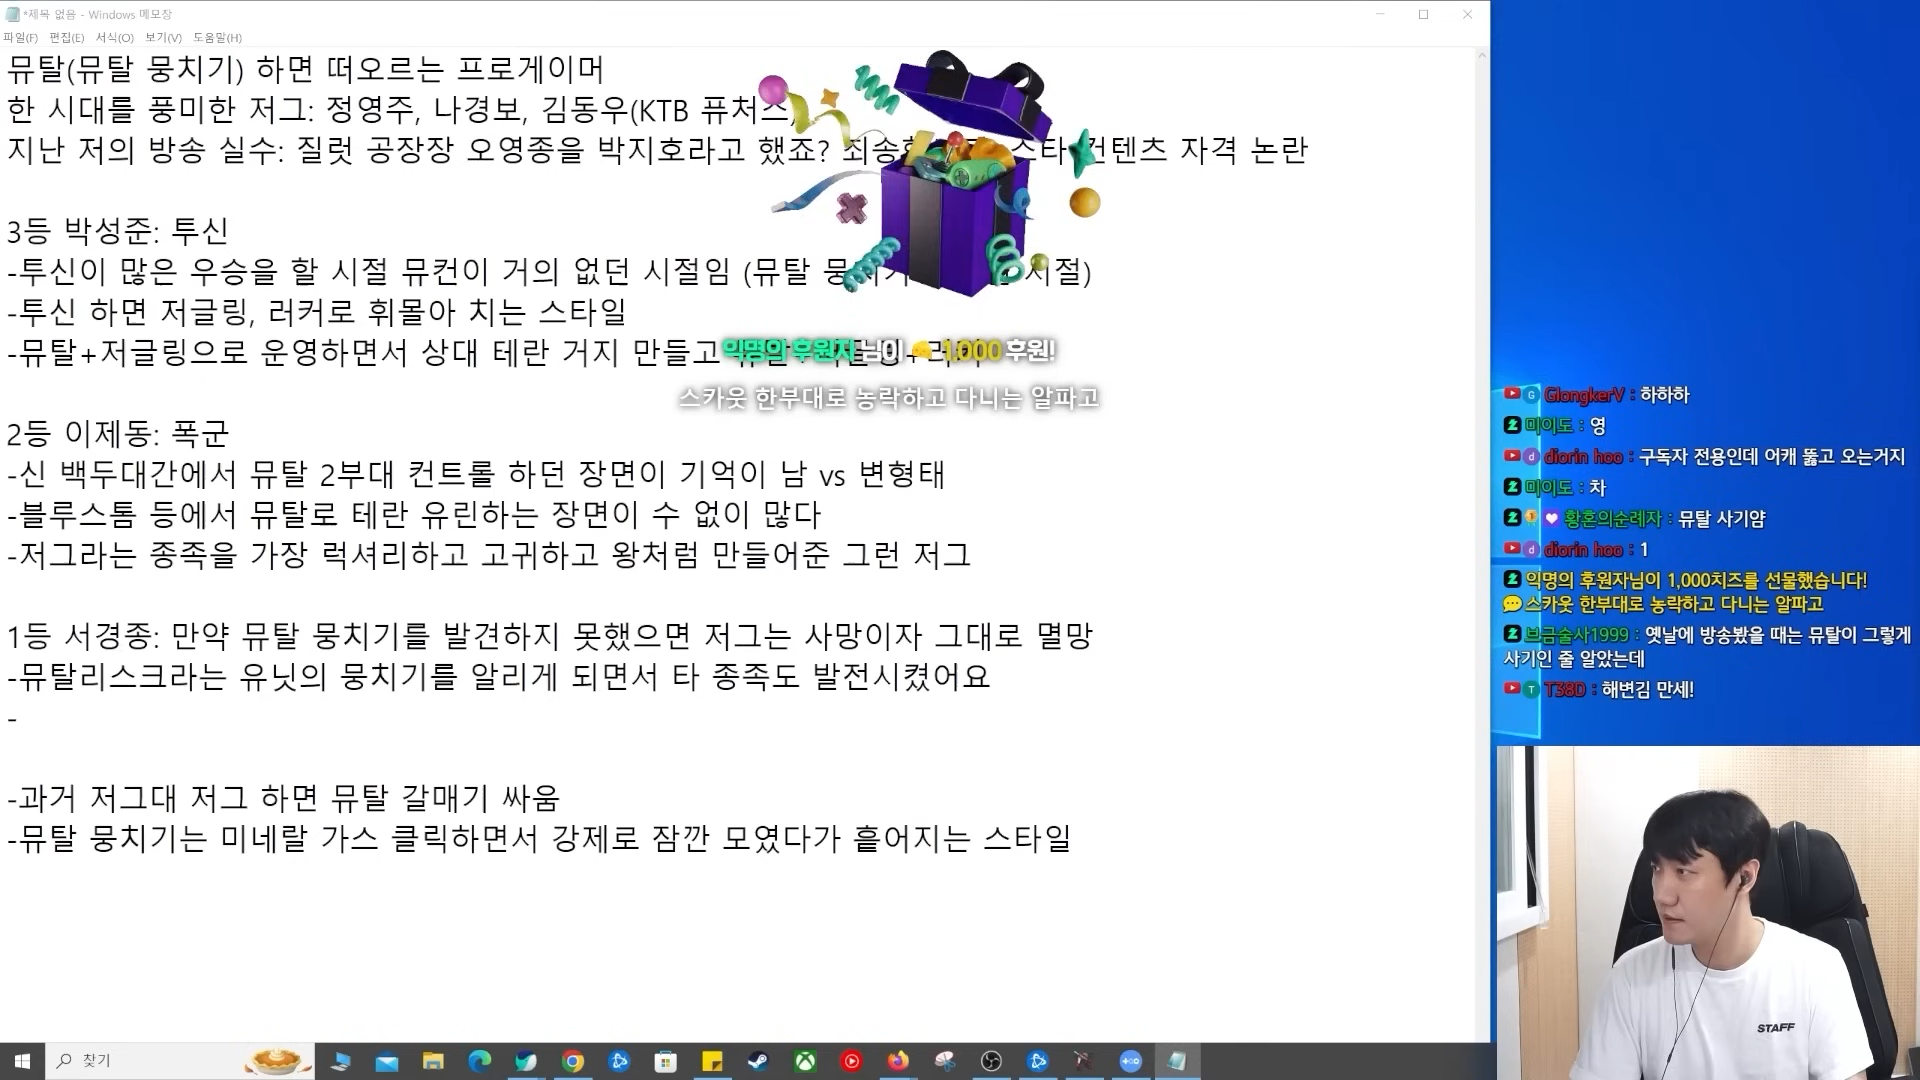 *제목 없음 - Windows 메모장
파일(F) 편집(E) 서식(O) 보기(V) 도움말(H)
뮤탈(뮤탈 뭉치기) 하면 떠오르는 프로게이머
한 시대를 풍미한 저그: 정영주, 나경보, 김동우(KTB 퓨처스)
지난 저의 방송 실수: 질럿 공장장 오영종을 박지호라고 했죠? 스타 컨텐츠 자격 논란
3등 박성준: 투신
-투신이 많은 우승을 할 시절 뮤컨이 거의 없던 시절임 (뮤탈 시절)
-투신 하면 저글링, 러커로 휘몰아 치는 스타일
-뮤탈+저글링으로 운영하면서 상대 테란 거지 만들고
익명의 후원자 님이 1,000 후원!
스카웃 한부대로 농락하고 다니는 알파고
2등 이제동: 폭군
-신 백두대간에서 뮤탈 2부대 컨트롤 하던 장면이 기억이 남 vs 변형태
-블루스톰 등에서 뮤탈로 테란 유린하는 장면이 수 없이 많다
-저그라는 종족을 가장 럭셔리하고 고귀하고 왕처럼 만들어준 그런 저그
1등 서경종: 만약 뮤탈 뭉치기를 발견하지 못했으면 저그는 사망이자 그대로 멸망
-뮤탈리스크라는 유닛의 뭉치기를 알리게 되면서 타 종족도 발전시켰어요
-
-과거 저그대 저그 하면 뮤탈 갈매기 싸움
-뮤탈 뭉치기는 미네랄 가스 클릭하면서 강제로 잠깐 모였다가 흩어지는 스타일
GlongkerV : 하하하
미이도 : 영
diorin hoo : 구독자 전용인데 어캐 뚫고 오는거지
미이도 : 차
황혼의순례자 : 뮤탈 사기얌
diorin hoo : 1
익명의 후원자님이 1,000치즈를 선물했습니다!
스카웃 한부대로 농락하고 다니는 알파고
브금술사1999 : 옛날에 방송봤을 때는 뮤탈이 그렇게
사기인 줄 알았는데
T38D : 해변김 만세!
STAFF
찾기